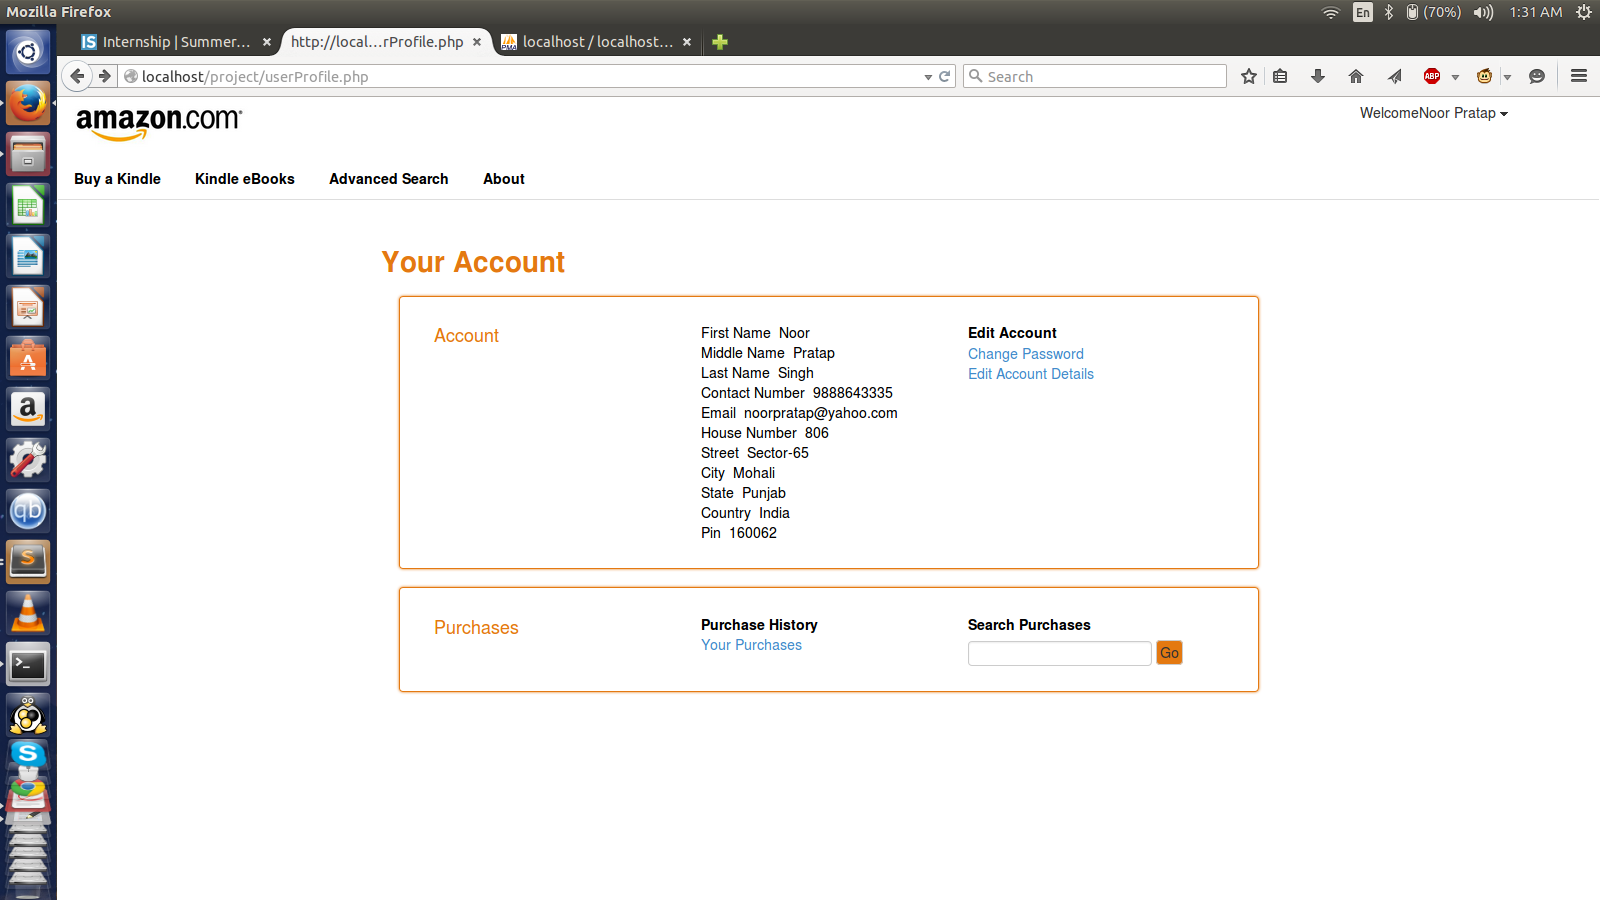 Mozilla Firefox
En
(70%)
1:31 AM
Internship | Summer...
http://local...rProfile.php
PMA
localhost / localhost...
localhost/project/userProfile.php
Search
ABP
amazon.com
WelcomeNoor Pratap
Buy a Kindle
Kindle eBooks
Advanced Search
About
Your Account
Account
First Name Noor
Middle Name Pratap
Last Name Singh
Contact Number 9888643335
Email noorpratap@yahoo.com
House Number 806
Street Sector-65
City Mohali
State Punjab
Country India
Pin 160062
Edit Account
Change Password
Edit Account Details
Purchases
Purchase History
Your Purchases
Search Purchases
Go